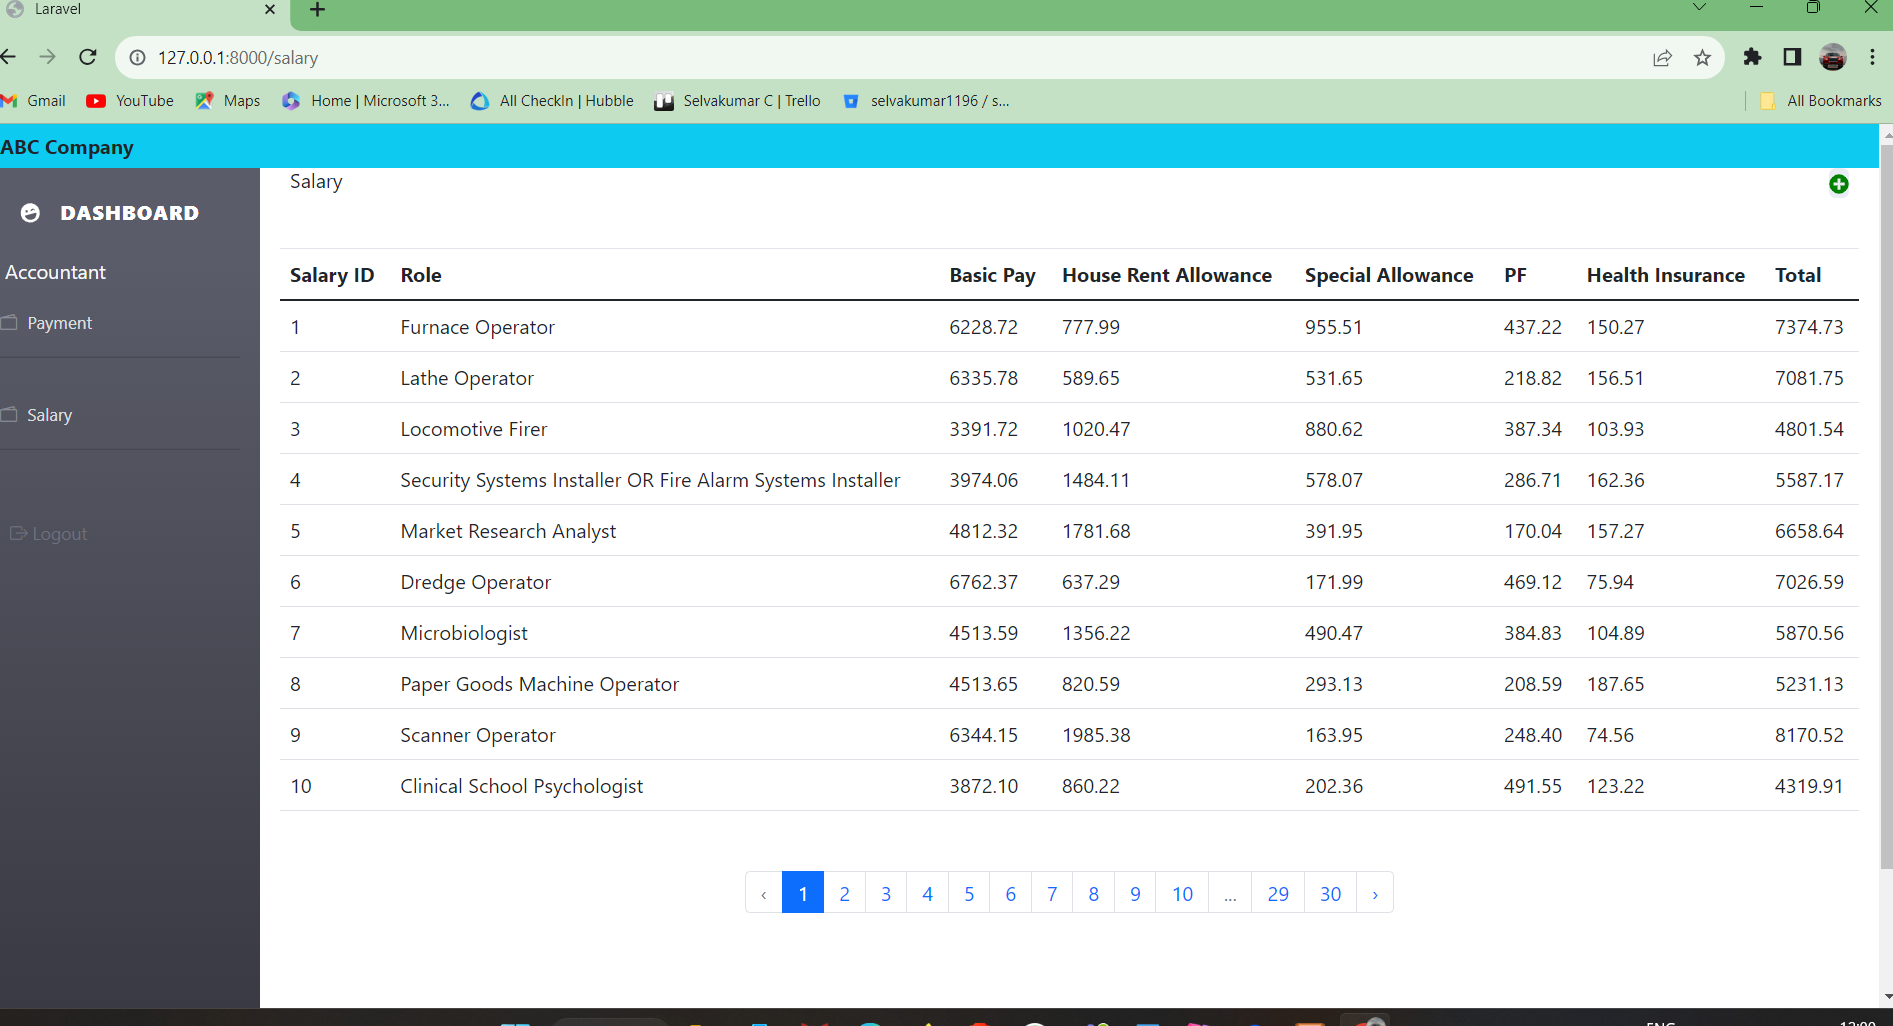 Laravel
127.0.0.1:8000/salary
Gmail YouTube Maps Home | Microsoft 3... All CheckIn | Hubble Selvakumar C | Trello selvakumar1196 / s... All Bookmarks
ABC Company
Salary
DASHBOARD
Accountant
Payment
Salary
Logout
Salary ID Role Basic Pay House Rent Allowance Special Allowance PF Health Insurance Total
1 Furnace Operator 6228.72 777.99 955.51 437.22 150.27 7374.73
2 Lathe Operator 6335.78 589.65 531.65 218.82 156.51 7081.75
3 Locomotive Firer 3391.72 1020.47 880.62 387.34 103.93 4801.54
4 Security Systems Installer OR Fire Alarm Systems Installer 3974.06 1484.11 578.07 286.71 162.36 5587.17
5 Market Research Analyst 4812.32 1781.68 391.95 170.04 157.27 6658.64
6 Dredge Operator 6762.37 637.29 171.99 469.12 75.94 7026.59
7 Microbiologist 4513.59 1356.22 490.47 384.83 104.89 5870.56
8 Paper Goods Machine Operator 4513.65 820.59 293.13 208.59 187.65 5231.13
9 Scanner Operator 6344.15 1985.38 163.95 248.40 74.56 8170.52
10 Clinical School Psychologist 3872.10 860.22 202.36 491.55 123.22 4319.91
‹ 1 2 3 4 5 6 7 8 9 10 ... 29 30 ›